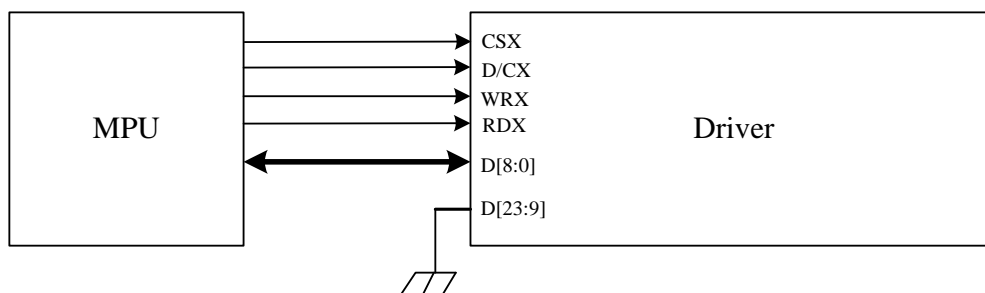 MPU
CSX
D/CX
WRX
RDX
D[8:0]
D[23:9]
Driver